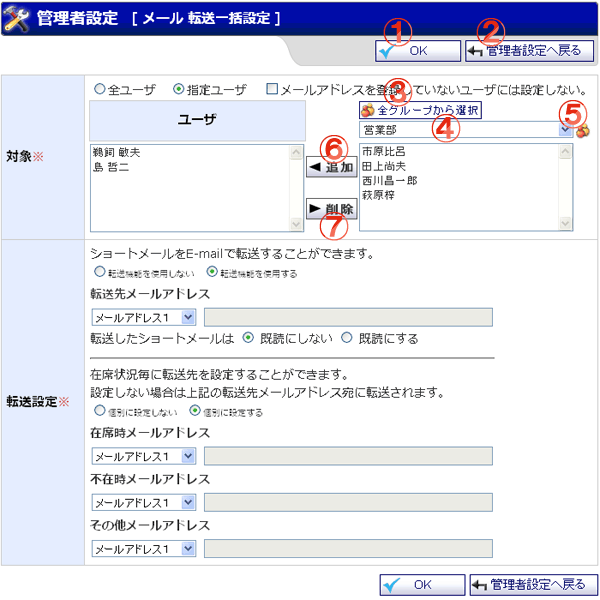 管理者設定 [ メール 転送一括設定 ]
① ②
OK 管理者設定へ戻る
全ユーザ 指定ユーザ メールアドレスを登録していないユーザには設定しない。
③
ユーザ 全グループから選択
④ ⑤
営業部
対象※
鵜飼 敏夫
島 哲二
⑥
追加
削除
⑦
市原比呂
田上尚夫
西川昌一郎
萩原梓
転送設定※
ショートメールをE-mailで転送することができます。
転送機能を使用しない 転送機能を使用する
転送先メールアドレス
メールアドレス1
転送したショートメールは 既読にしない 既読にする
在席状況毎に転送先を設定することができます。
設定しない場合は上記の転送先メールアドレス宛に転送されます。
個別に設定しない 個別に設定する
在席時メールアドレス
メールアドレス1
不在時メールアドレス
メールアドレス1
その他メールアドレス
メールアドレス1
OK 管理者設定へ戻る